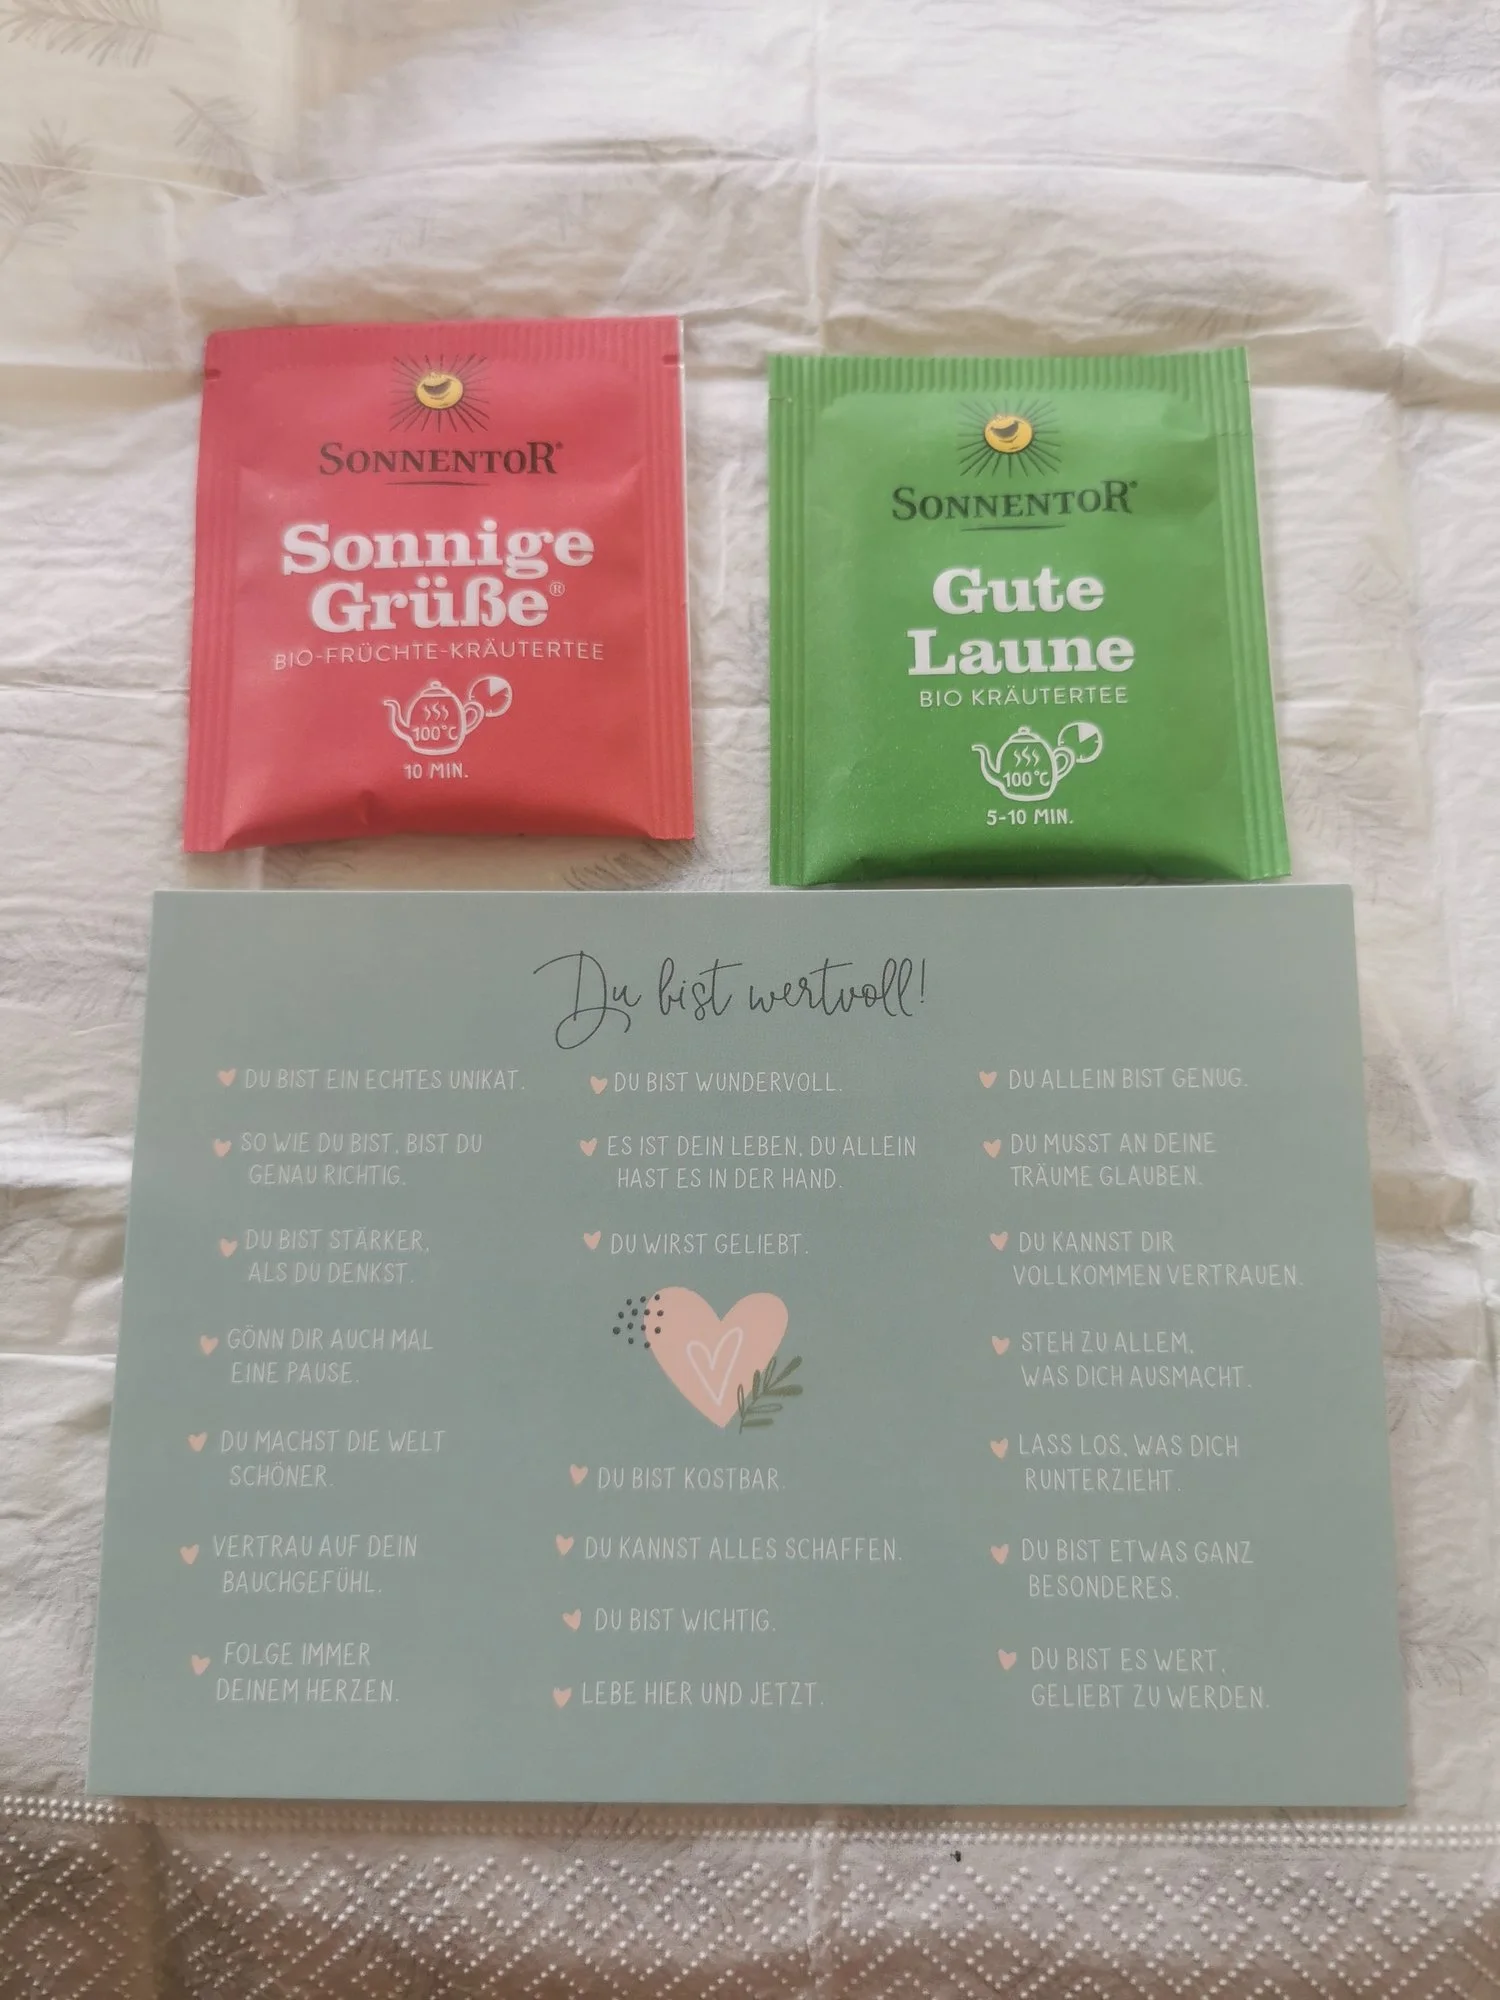 SONNENTOR®
Sonnige
Grüße®
BIO-FRÜCHTE-KRÄUTERTEE
100°C
10 MIN.
SONNENTOR®
Gute
Laune
BIO KRÄUTERTEE
100°C
5-10 MIN.
Du bist wertvoll!
DU BIST EIN ECHTES UNIKAT.
SO WIE DU BIST, BIST DU
GENAU RICHTIG.
DU BIST STÄRKER,
ALS DU DENKST.
GÖNN DIR AUCH MAL
EINE PAUSE.
DU MACHST DIE WELT
SCHÖNER.
VERTRAU AUF DEIN
BAUCHGEFÜHL.
FOLGE IMMER
DEINEM HERZEN.
DU BIST WUNDERVOLL.
ES IST DEIN LEBEN, DU ALLEIN
HAST ES IN DER HAND.
DU WIRST GELIEBT.
DU BIST KOSTBAR.
DU KANNST ALLES SCHAFFEN.
DU BIST WICHTIG.
LEBE HIER UND JETZT.
DU ALLEIN BIST GENUG.
DU MUSST AN DEINE
TRÄUME GLAUBEN.
DU KANNST DIR
VOLLKOMMEN VERTRAUEN.
STEH ZU ALLEM,
WAS DICH AUSMACHT.
LASS LOS, WAS DICH
RUNTERZIEHT.
DU BIST ETWAS GANZ
BESONDERES.
DU BIST ES WERT,
GELIEBT ZU WERDEN.